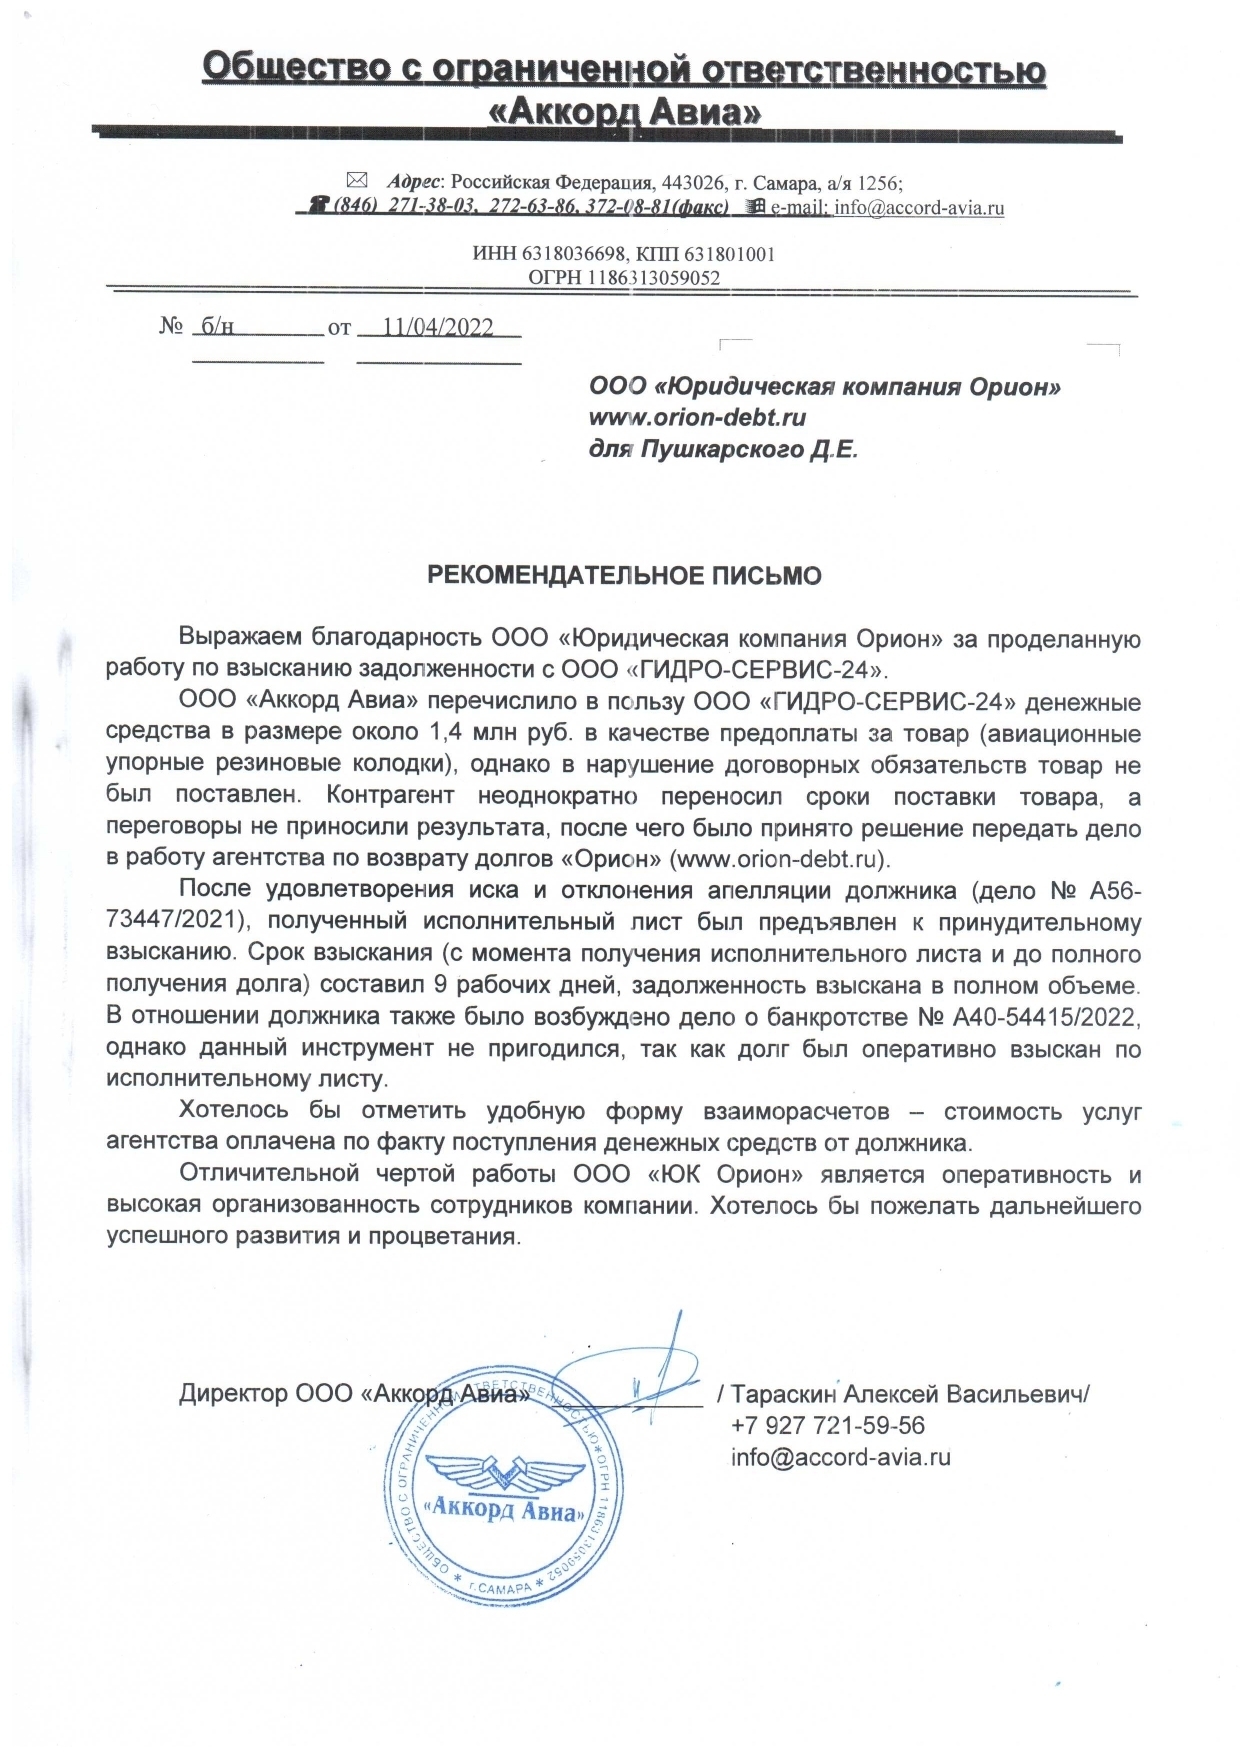 Общество с ограниченной ответственностью
«Аккорд Авиа»
Адрес: Российская Федерация, 443026, г. Самара, а/я 1256;
(846) 271-38-03, 272-63-86, 372-08-81(факс) e-mail: info@accord-avia.ru
ИНН 6318036698, КПП 631801001
ОГРН 1186313059052
№ б/н от 11/04/2022
ООО «Юридическая компания Орион»
www.orion-debt.ru
для Пушкарского Д.Е.
РЕКОМЕНДАТЕЛЬНОЕ ПИСЬМО
Выражаем благодарность ООО «Юридическая компания Орион» за проделанную
работу по взысканию задолженности с ООО «ГИДРО-СЕРВИС-24».
ООО «Аккорд Авиа» перечислило в пользу ООО «ГИДРО-СЕРВИС-24» денежные
средства в размере около 1,4 млн руб. в качестве предоплаты за товар (авиационные
упорные резиновые колодки), однако в нарушение договорных обязательств товар не
был поставлен. Контрагент неоднократно переносил сроки поставки товара, а
переговоры не приносили результата, после чего было принято решение передать дело
в работу агентства по возврату долгов «Орион» (www.orion-debt.ru).
После удовлетворения иска и отклонения апелляции должника (дело № А56-
73447/2021), полученный исполнительный лист был предъявлен к принудительному
взысканию. Срок взыскания (с момента получения исполнительного листа и до полного
получения долга) составил 9 рабочих дней, задолженность взыскана в полном объеме.
В отношении должника также было возбуждено дело о банкротстве № А40-54415/2022,
однако данный инструмент не пригодился, так как долг был оперативно взыскан по
исполнительному листу.
Хотелось бы отметить удобную форму взаиморасчетов – стоимость услуг
агентства оплачена по факту поступления денежных средств от должника.
Отличительной чертой работы ООО «ЮК Орион» является оперативность и
высокая организованность сотрудников компании. Хотелось бы пожелать дальнейшего
успешного развития и процветания.
Директор ООО «Аккорд Авиа» / Тараскин Алексей Васильевич/
+7 927 721-59-56
info@accord-avia.ru
ОБЩЕСТВО С ОГРАНИЧЕННОЙ ОТВЕТСТВЕННОСТЬЮ * ОГРН 1186313059052 *
«Аккорд Авиа»
г.САМАРА